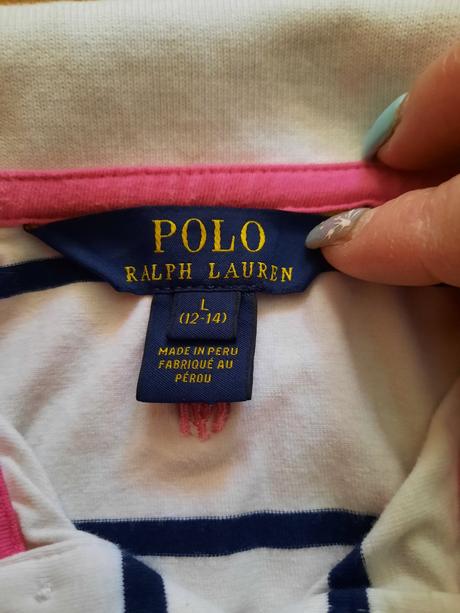 POLO
RALPH LAUREN
L
(12-14)
MADE IN PERU
FABRIQUÉ AU
PÉROU